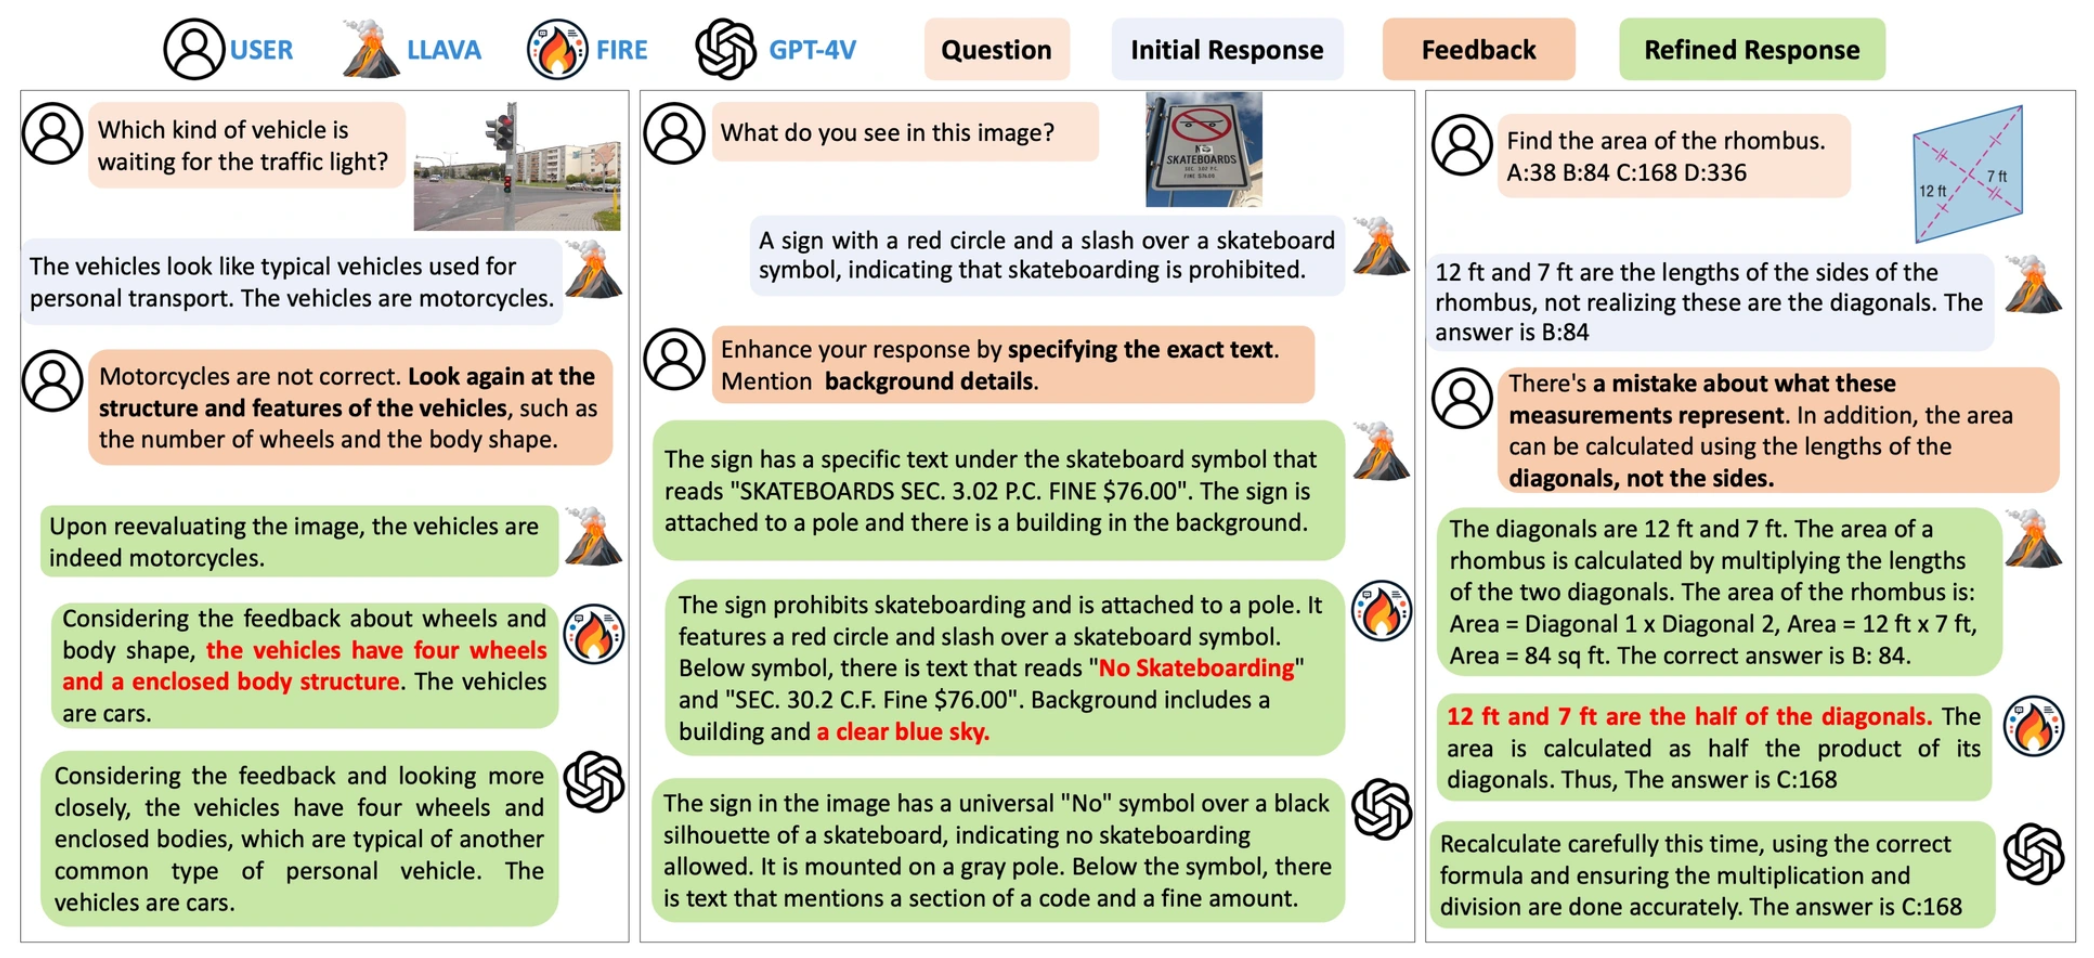 USER LLAVA FIRE GPT-4V Question Initial Response Feedback Refined Response
Which kind of vehicle is
waiting for the traffic light?
The vehicles look like typical vehicles used for
personal transport. The vehicles are motorcycles.
Motorcycles are not correct. Look again at the
structure and features of the vehicles, such as
the number of wheels and the body shape.
Upon reevaluating the image, the vehicles are
indeed motorcycles.
Considering the feedback about wheels and
body shape, the vehicles have four wheels
and a enclosed body structure. The vehicles
are cars.
Considering the feedback and looking more
closely, the vehicles have four wheels and
enclosed bodies, which are typical of another
common type of personal vehicle. The
vehicles are cars.
What do you see in this image?
SKATEBOARDS
A sign with a red circle and a slash over a skateboard
symbol, indicating that skateboarding is prohibited.
Enhance your response by specifying the exact text.
Mention background details.
The sign has a specific text under the skateboard symbol that
reads "SKATEBOARDS SEC. 3.02 P.C. FINE $76.00". The sign is
attached to a pole and there is a building in the background.
The sign prohibits skateboarding and is attached to a pole. It
features a red circle and slash over a skateboard symbol.
Below symbol, there is text that reads "No Skateboarding"
and "SEC. 30.2 C.F. Fine $76.00". Background includes a
building and a clear blue sky.
The sign in the image has a universal "No" symbol over a black
silhouette of a skateboard, indicating no skateboarding
allowed. It is mounted on a gray pole. Below the symbol, there
is text that mentions a section of a code and a fine amount.
Find the area of the rhombus.
A:38 B:84 C:168 D:336
12 ft 7 ft
12 ft and 7 ft are the lengths of the sides of the
rhombus, not realizing these are the diagonals. The
answer is B:84
There's a mistake about what these
measurements represent. In addition, the area
can be calculated using the lengths of the
diagonals, not the sides.
The diagonals are 12 ft and 7 ft. The area of a
rhombus is calculated by multiplying the lengths
of the two diagonals. The area of the rhombus is:
Area = Diagonal 1 x Diagonal 2, Area = 12 ft x 7 ft,
Area = 84 sq ft. The correct answer is B: 84.
12 ft and 7 ft are the half of the diagonals. The
area is calculated as half the product of its
diagonals. Thus, The answer is C:168
Recalculate carefully this time, using the correct
formula and ensuring the multiplication and
division are done accurately. The answer is C:168